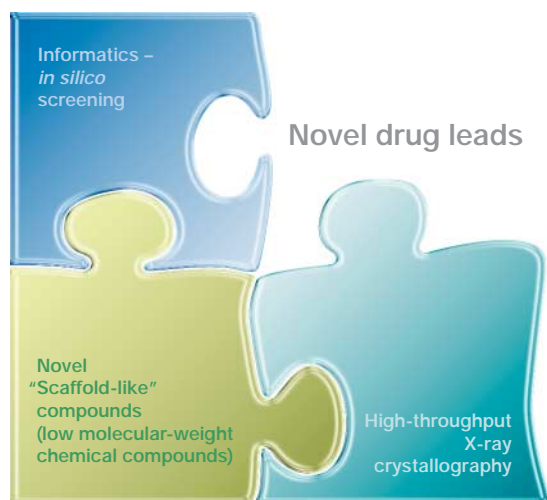 Informatics –
in silico
screening
Novel drug leads
Novel
“Scaffold-like”
compounds
(low molecular-weight
chemical compounds)
High-throughput
X-ray
crystallography